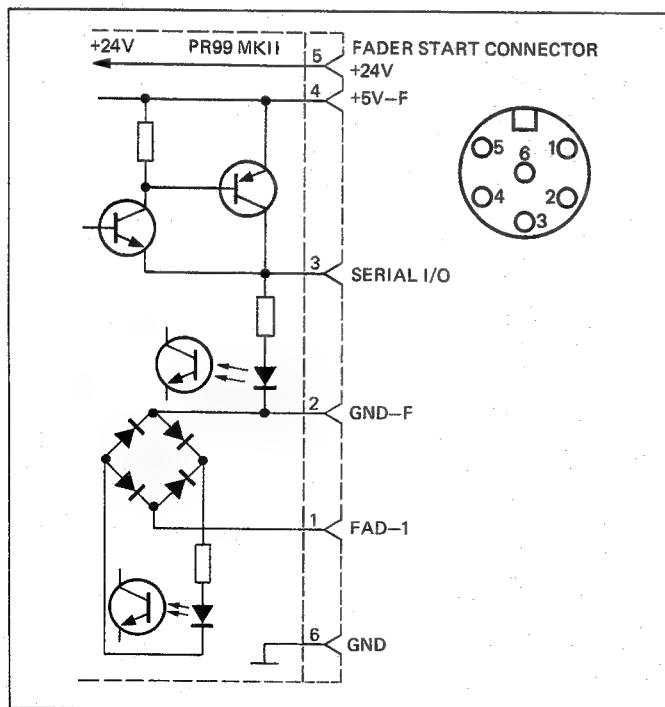 +24V PR99 MKII
5 FADER START CONNECTOR
+24V
4 +5V-F
5 6 1
4 2
3
3 SERIAL I/O
2 GND-F
1 FAD-1
6 GND